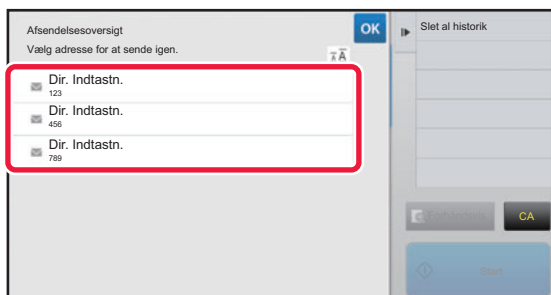 Afsendelsesoversigt
OK
Slet al historik
Vælg adresse for at sende igen.
Dir. Indtastn.
123
Dir. Indtastn.
456
Dir. Indtastn.
789
CA
Start